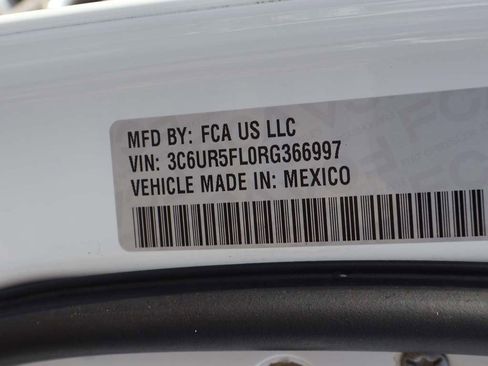 MFD BY: FCA US LLC
VIN: 3C6UR5FL0RG366997
VEHICLE MADE IN: MEXICO